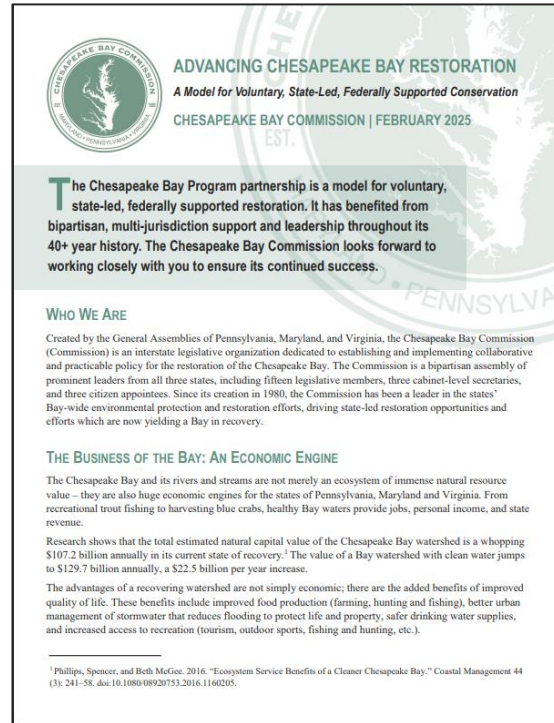 CHESAPEAKE BAY COMMISSION
MARYLAND • PENNSYLVANIA • VIRGINIA
ADVANCING CHESAPEAKE BAY RESTORATION
A Model for Voluntary, State-Led, Federally Supported Conservation
CHESAPEAKE BAY COMMISSION | FEBRUARY 2025
EST.
The Chesapeake Bay Program partnership is a model for voluntary,
state-led, federally supported restoration. It has benefited from
bipartisan, multi-jurisdiction support and leadership throughout its
40+ year history. The Chesapeake Bay Commission looks forward to
working closely with you to ensure its continued success.
WHO WE ARE
Created by the General Assemblies of Pennsylvania, Maryland, and Virginia, the Chesapeake Bay Commission
(Commission) is an interstate legislative organization dedicated to establishing and implementing collaborative
and practicable policy for the restoration of the Chesapeake Bay. The Commission is a bipartisan assembly of
prominent leaders from all three states, including fifteen legislative members, three cabinet-level secretaries,
and three citizen appointees. Since its creation in 1980, the Commission has been a leader in the states'
Bay-wide environmental protection and restoration efforts, driving state-led restoration opportunities and
efforts which are now yielding a Bay in recovery.
THE BUSINESS OF THE BAY: AN ECONOMIC ENGINE
The Chesapeake Bay and its rivers and streams are not merely an ecosystem of immense natural resource
value – they are also huge economic engines for the states of Pennsylvania, Maryland and Virginia. From
recreational trout fishing to harvesting blue crabs, healthy Bay waters provide jobs, personal income, and state
revenue.
Research shows that the total estimated natural capital value of the Chesapeake Bay watershed is a whopping
$107.2 billion annually in its current state of recovery.1 The value of a Bay watershed with clean water jumps
to $129.7 billion annually, a $22.5 billion per year increase.
The advantages of a recovering watershed are not simply economic; there are the added benefits of improved
quality of life. These benefits include improved food production (farming, hunting and fishing), better urban
management of stormwater that reduces flooding to protect life and property, safer drinking water supplies,
and increased access to recreation (tourism, outdoor sports, fishing and hunting, etc.).
1 Phillips, Spencer, and Beth McGee. 2016. "Ecosystem Service Benefits of a Cleaner Chesapeake Bay." Coastal Management 44
(3): 241–58. doi:10.1080/08920753.2016.1160205.